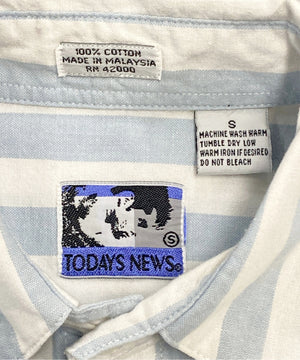 100% COTTON
MADE IN MALAYSIA
RN 42000
S
MACHINE WASH WARM
TUMBLE DRY LOW
WARM IRON IF DESIRED
DO NOT BLEACH
S
TODAYS NEWS®